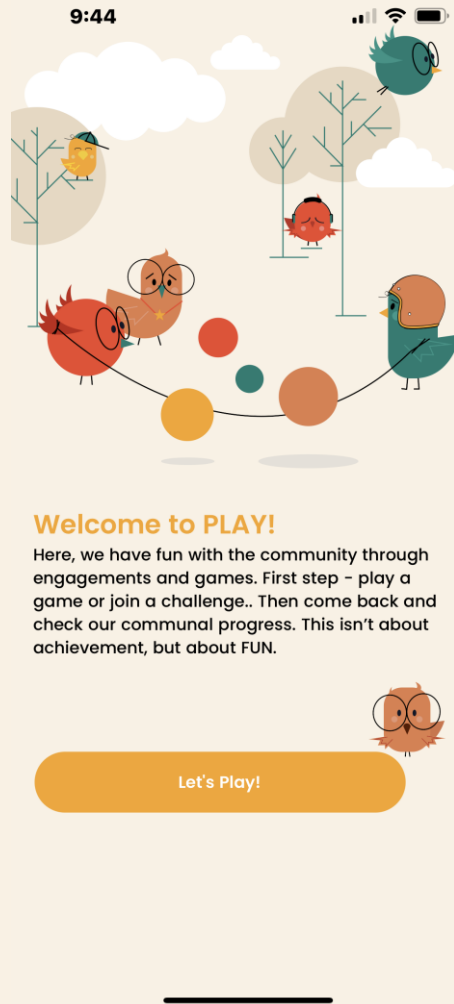 9:44
Welcome to PLAY!
Here, we have fun with the community through
engagements and games. First step - play a
game or join a challenge.. Then come back and
check our communal progress. This isn't about
achievement, but about FUN.
Let's Play!